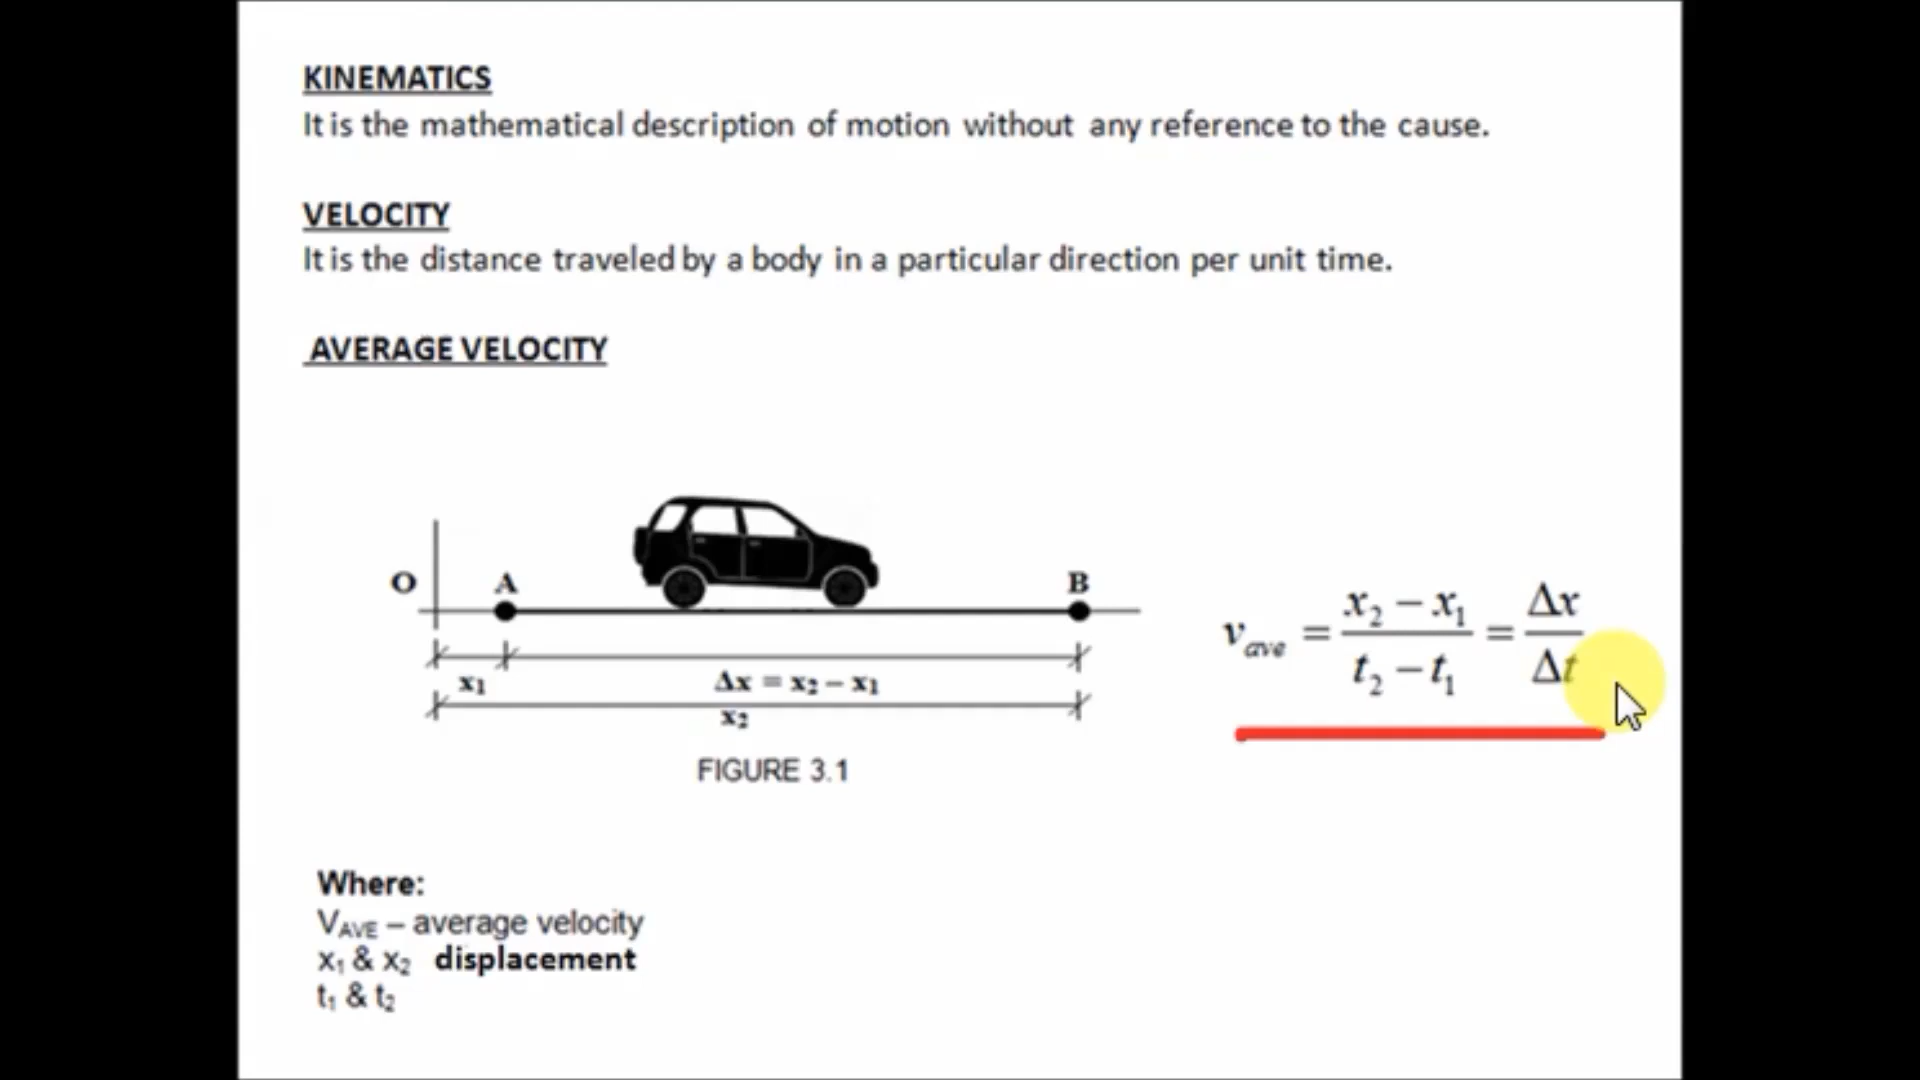 KINEMATICS
It is the mathematical description of motion without any reference to the cause.
VELOCITY
It is the distance traveled by a body in a particular direction per unit time.
AVERAGE VELOCITY
O A B
x₁ Δx = x₂ – x₁
x₂
FIGURE 3.1
v_ave = (x₂ − x₁)/(t₂ − t₁) = Δx/Δt
Where:
V_AVE – average velocity
x₁ & x₂ displacement
t₁ & t₂